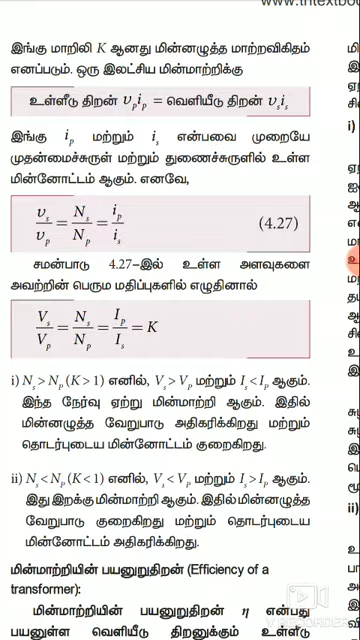 www.tntextbooks
இங்கு மாறிலி K ஆனது மின்னழுத்த மாற்றவிகிதம்
எனப்படும். ஒரு இலட்சிய மின்மாற்றிக்கு
உள்ளீடு திறன் υₚiₚ = வெளியீடு திறன் υₛiₛ
இங்கு iₚ மற்றும் iₛ என்பவை முறையே
முதன்மைச்சுருள் மற்றும் துணைச்சுருளில் உள்ள
மின்னோட்டம் ஆகும். எனவே,
υₛ/υₚ = Nₛ/Nₚ = iₚ/iₛ (4.27)
சமன்பாடு 4.27-இல் உள்ள அளவுகளை
அவற்றின் பெரும மதிப்புகளில் எழுதினால்
Vₛ/Vₚ = Nₛ/Nₚ = Iₚ/Iₛ = K
i) Nₛ > Nₚ (K > 1) எனில், Vₛ > Vₚ மற்றும் Iₛ < Iₚ ஆகும்.
இந்த நேர்வு ஏற்று மின்மாற்றி ஆகும். இதில்
மின்னழுத்த வேறுபாடு அதிகரிக்கிறது மற்றும்
தொடர்புடைய மின்னோட்டம் குறைகிறது.
ii) Nₛ < Nₚ (K < 1) எனில், Vₛ < Vₚ மற்றும் Iₛ > Iₚ ஆகும்.
இது இறக்கு மின்மாற்றி ஆகும். இதில் மின்னழுத்த
வேறுபாடு குறைகிறது மற்றும் தொடர்புடைய
மின்னோட்டம் அதிகரிக்கிறது.
மின்மாற்றியின் பயனுறுதிறன் (Efficiency of a
transformer):
மின்மாற்றியின் பயனுறுதிறன் η என்பது
பயனுள்ள வெளியீடு திறனுக்கும் உள்ளீடு
i)
ii)